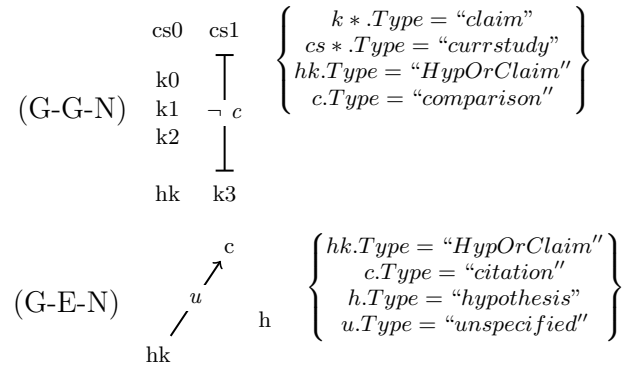 cs0 cs1
k0
(G-G-N) k1 ¬ c
k2
hk k3
k ∗ .Type = “claim”
cs ∗ .Type = “currstudy”
hk.Type = “HypOrClaim″
c.Type = “comparison″
c
(G-E-N) u
h
hk
hk.Type = “HypOrClaim″
c.Type = “citation″
h.Type = “hypothesis”
u.Type = “unspecified″